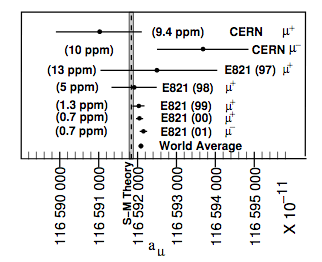 (9.4 ppm) CERN μ+
(10 ppm) CERN μ−
(13 ppm) E821 (97) μ+
(5 ppm) E821 (98) μ+
(1.3 ppm) E821 (99) μ+
(0.7 ppm) E821 (00) μ+
(0.7 ppm) E821 (01) μ−
World Average
S–M Theory
116 590 000
116 591 000
116 592 000
116 593 000
116 594 000
116 595 000
X 10−11
aμ